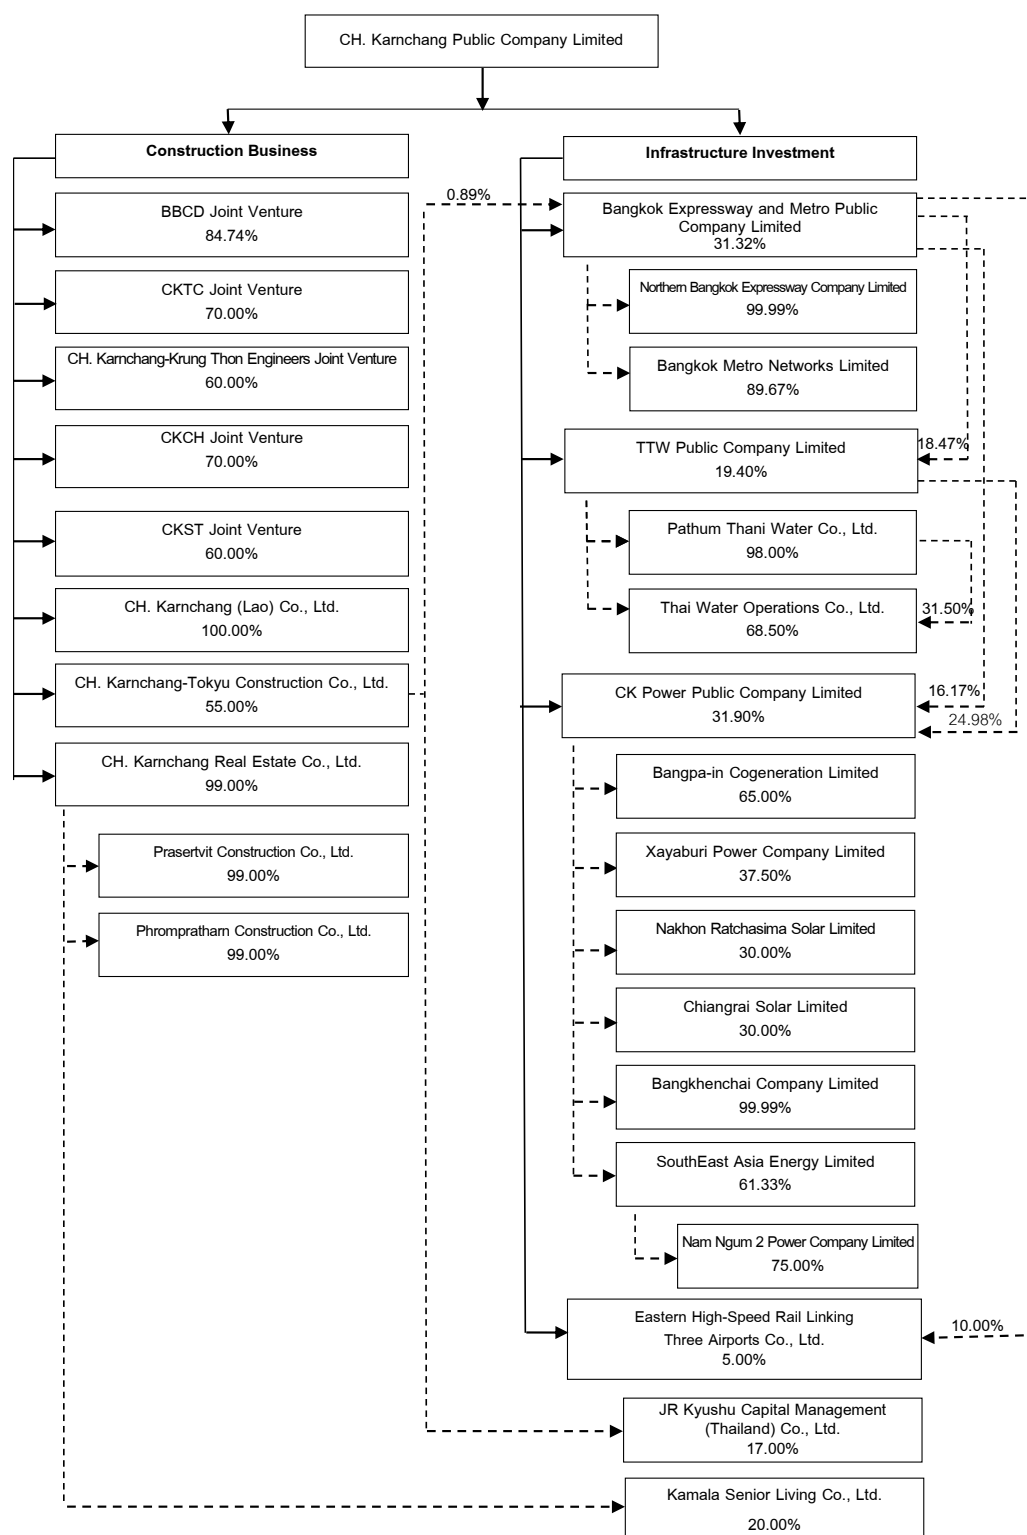 CH. Karnchang Public Company Limited
Construction Business
BBCD Joint Venture
84.74%
CKTC Joint Venture
70.00%
CH. Karnchang-Krung Thon Engineers Joint Venture
60.00%
CKCH Joint Venture
70.00%
CKST Joint Venture
60.00%
CH. Karnchang (Lao) Co., Ltd.
100.00%
CH. Karnchang-Tokyu Construction Co., Ltd.
55.00%
CH. Karnchang Real Estate Co., Ltd.
99.00%
Prasertvit Construction Co., Ltd.
99.00%
Phrompratharn Construction Co., Ltd.
99.00%
Infrastructure Investment
0.89%
Bangkok Expressway and Metro Public
Company Limited
31.32%
Northern Bangkok Expressway Company Limited
99.99%
Bangkok Metro Networks Limited
89.67%
TTW Public Company Limited
19.40%
18.47%
Pathum Thani Water Co., Ltd.
98.00%
Thai Water Operations Co., Ltd.
68.50%
31.50%
CK Power Public Company Limited
31.90%
16.17%
24.98%
Bangpa-in Cogeneration Limited
65.00%
Xayaburi Power Company Limited
37.50%
Nakhon Ratchasima Solar Limited
30.00%
Chiangrai Solar Limited
30.00%
Bangkhenchai Company Limited
99.99%
SouthEast Asia Energy Limited
61.33%
Nam Ngum 2 Power Company Limited
75.00%
Eastern High-Speed Rail Linking
Three Airports Co., Ltd.
5.00%
10.00%
JR Kyushu Capital Management
(Thailand) Co., Ltd.
17.00%
Kamala Senior Living Co., Ltd.
20.00%